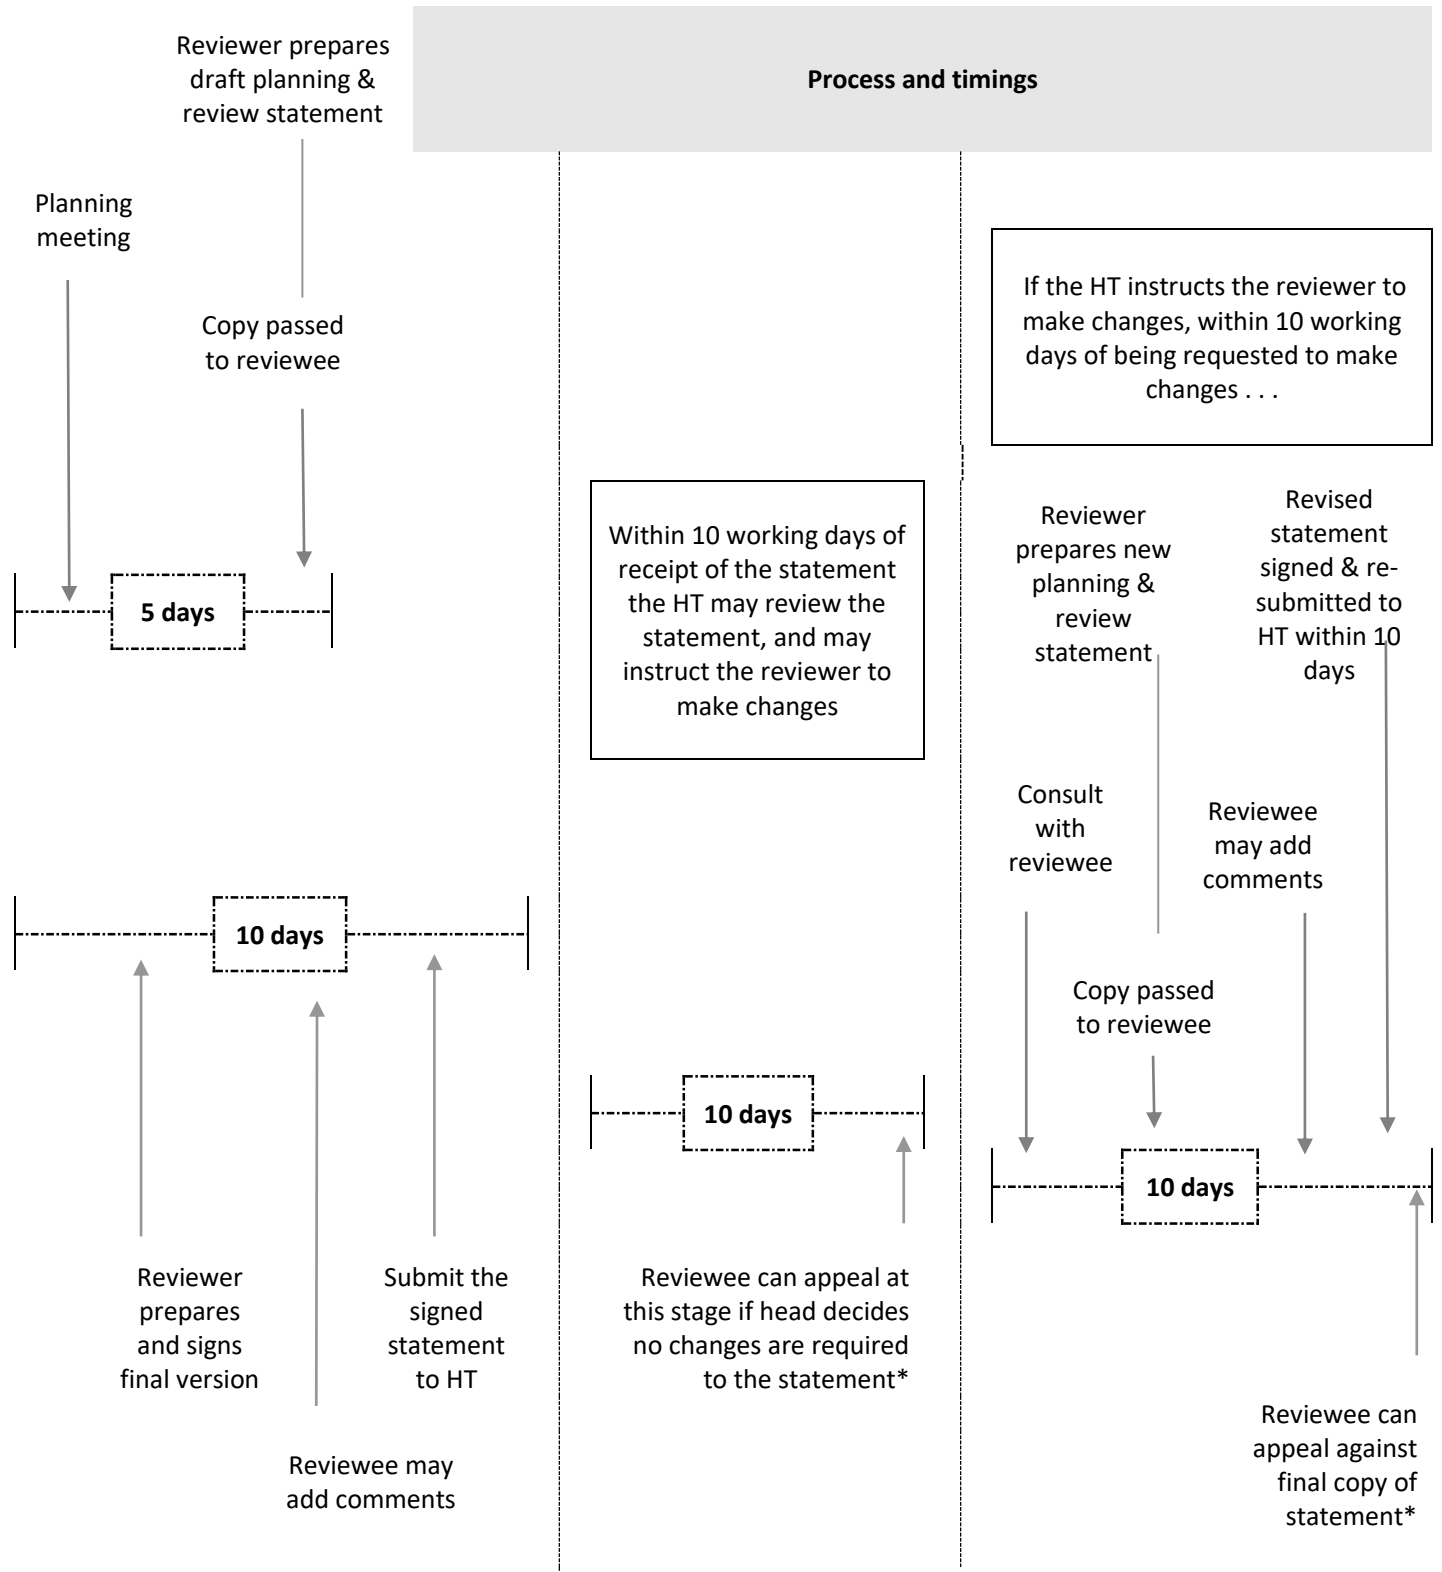 Reviewer prepares
draft planning &
review statement
Process and timings
Planning
meeting
Copy passed
to reviewee
5 days
10 days
Reviewer
prepares
and signs
final version
Submit the
signed
statement
to HT
Reviewee may
add comments
Within 10 working days of
receipt of the statement
the HT may review the
statement, and may
instruct the reviewer to
make changes
10 days
Reviewee can appeal at
this stage if head decides
no changes are required
to the statement*
If the HT instructs the reviewer to
make changes, within 10 working
days of being requested to make
changes . . .
Reviewer
prepares new
planning &
review
statement
Revised
statement
signed & re-
submitted to
HT within 10
days
Consult
with
reviewee
Reviewee
may add
comments
Copy passed
to reviewee
10 days
Reviewee can
appeal against
final copy of
statement*